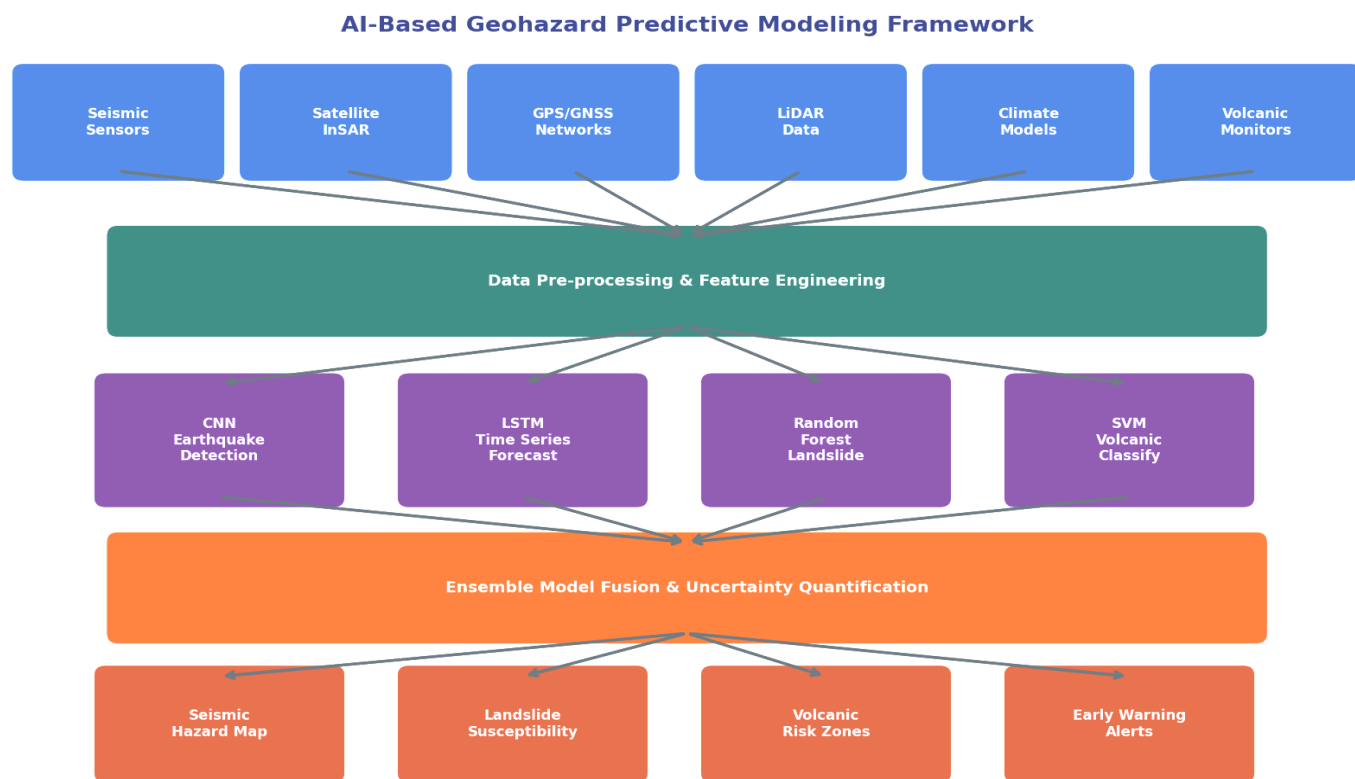 AI-Based Geohazard Predictive Modeling Framework
Seismic
Sensors
Satellite
InSAR
GPS/GNSS
Networks
LiDAR
Data
Climate
Models
Volcanic
Monitors
Data Pre-processing & Feature Engineering
CNN
Earthquake
Detection
LSTM
Time Series
Forecast
Random
Forest
Landslide
SVM
Volcanic
Classify
Ensemble Model Fusion & Uncertainty Quantification
Seismic
Hazard Map
Landslide
Susceptibility
Volcanic
Risk Zones
Early Warning
Alerts